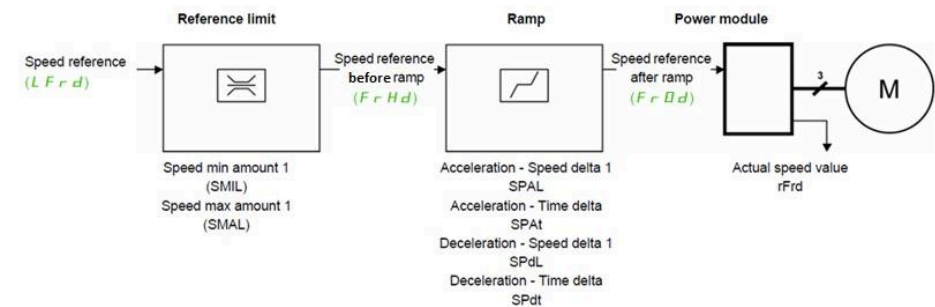 Reference limit
Ramp
Power module
Speed reference
(LFrd)
Speed reference
before ramp
(FrHd)
Speed reference
after ramp
(FrOd)
3
M
Speed min amount 1
(SMIL)
Speed max amount 1
(SMAL)
Acceleration - Speed delta 1
SPAL
Acceleration - Time delta
SPAt
Deceleration - Speed delta 1
SPdL
Deceleration - Time delta
SPdt
Actual speed value
rFrd